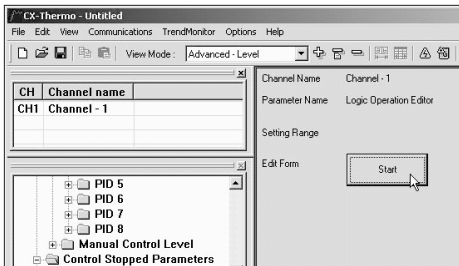 CX-Thermo - Untitled
File Edit View Communications TrendMonitor Options Help
View Mode : Advanced - Level
CH Channel name
CH1 Channel - 1
PID 5
PID 6
PID 7
PID 8
Manual Control Level
Control Stopped Parameters
Channel Name Channel - 1
Parameter Name Logic Operation Editor
Setting Range
Edit Form Start